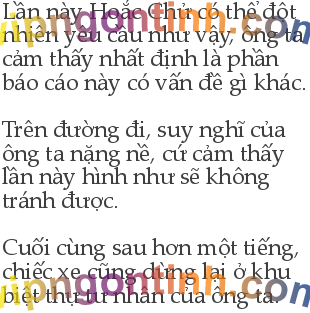 Lần này Hoắc Chử có thể đột
nhiên yêu cầu như vậy, ông ta
cảm thấy nhất định là phần
báo cáo này có vấn đề gì khác.
Trên đường đi, suy nghĩ của
ông ta nặng nề, cứ cảm thấy
lần này hình như sẽ không
tránh được.
Cuối cùng sau hơn một tiếng,
chiếc xe cũng dừng lại ở khu
biệt thự tư nhân của ông ta.
vipngontinh.com
vipngontinh.com